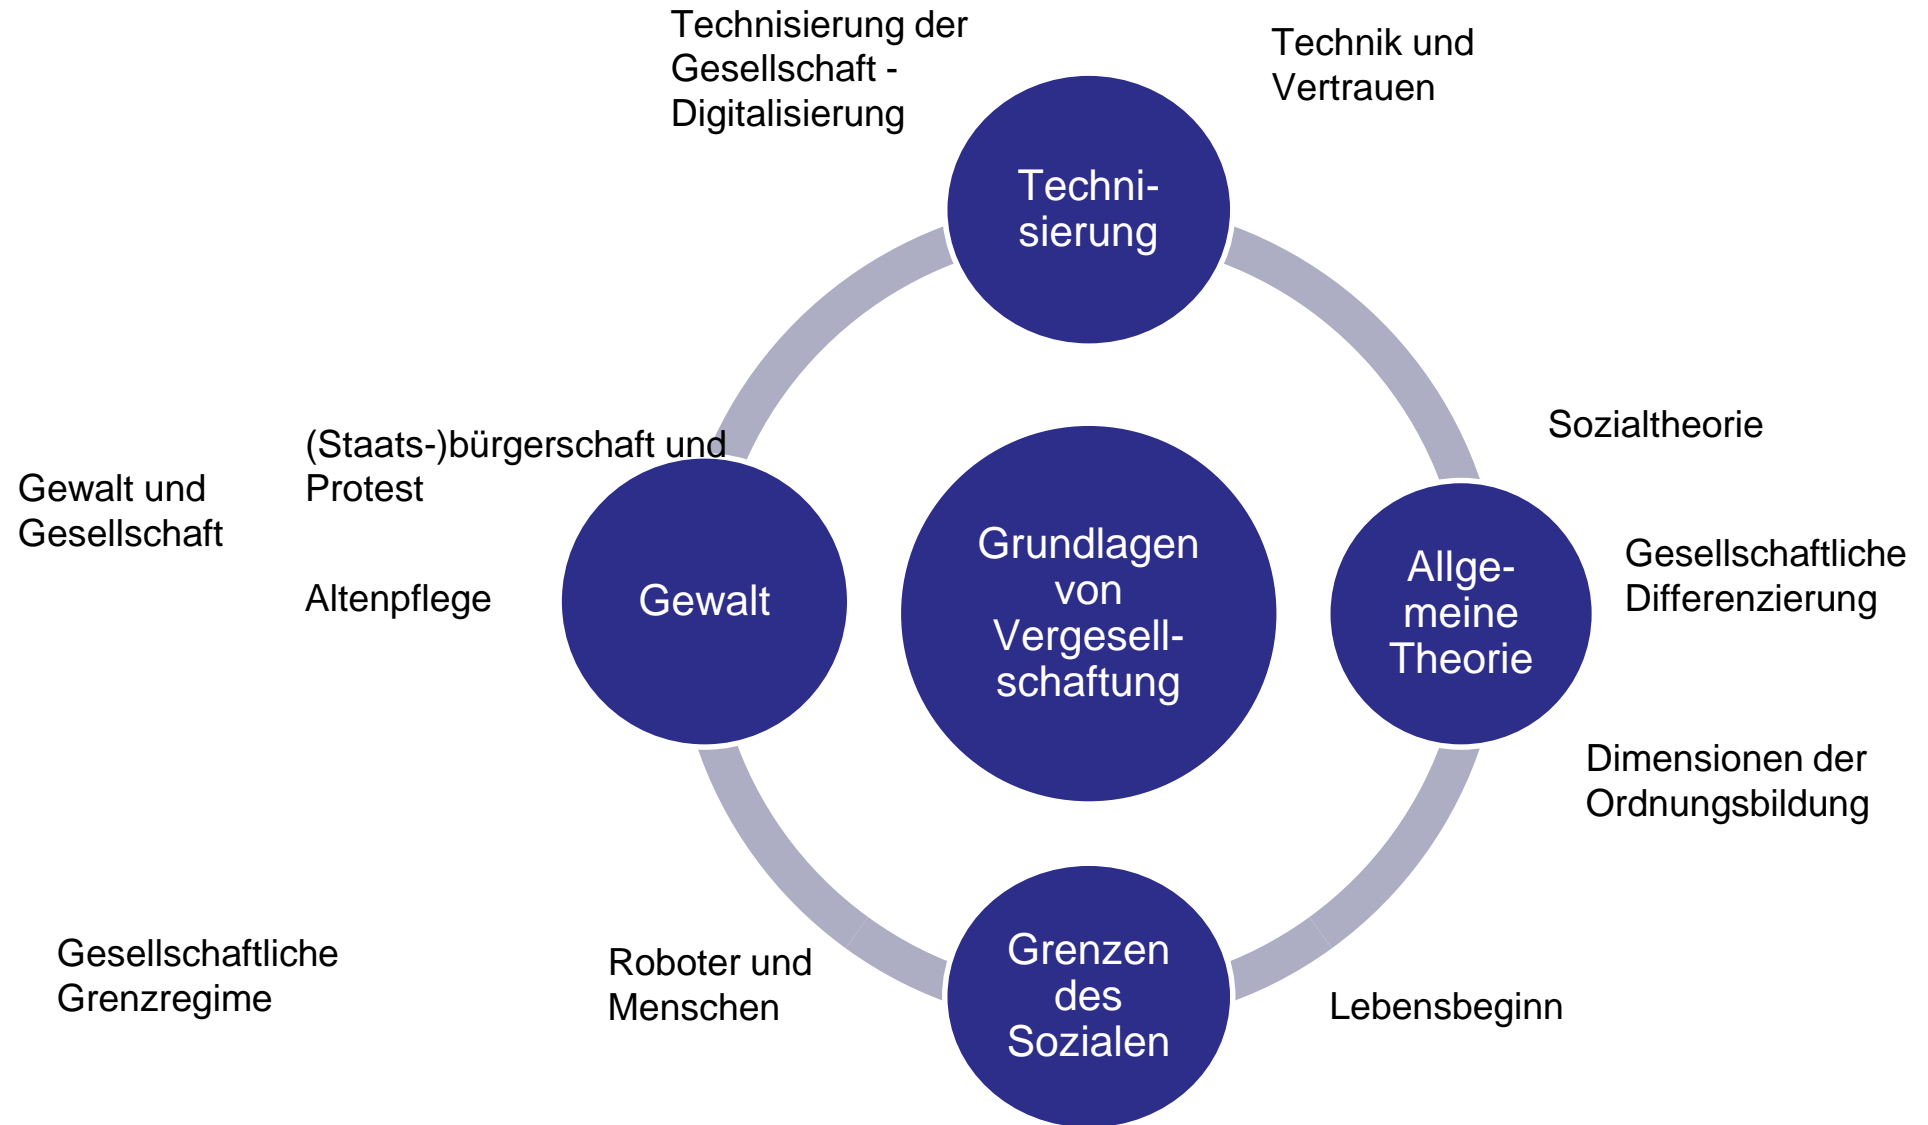 Technisierung der
Gesellschaft -
Digitalisierung
Technik und
Vertrauen
Techni-
sierung
Sozialtheorie
(Staats-)bürgerschaft und
Protest
Gewalt und
Gesellschaft
Altenpflege
Gewalt
Grundlagen
von
Vergesell-
schaftung
Allge-
meine
Theorie
Gesellschaftliche
Differenzierung
Dimensionen der
Ordnungsbildung
Gesellschaftliche
Grenzregime
Roboter und
Menschen
Grenzen
des
Sozialen
Lebensbeginn